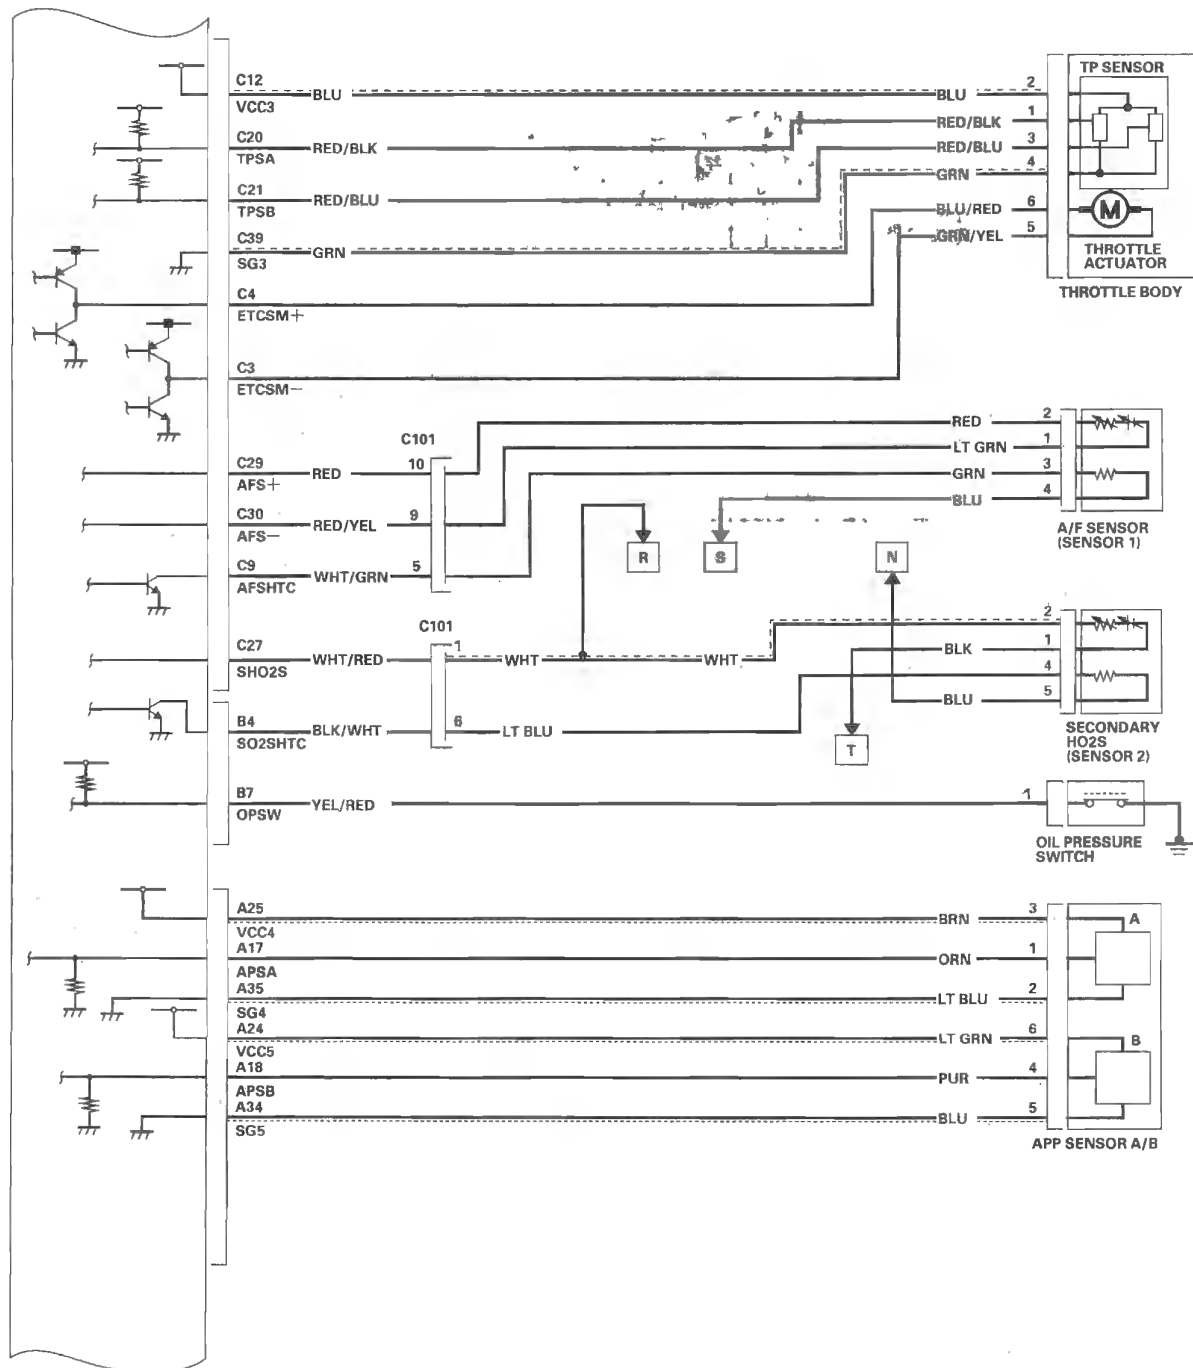 TP SENSOR
C12
BLU
BLU
2
VCC3
RED/BLK
1
C20
RED/BLK
RED/BLU
3
TPSA
4
GRN
C21
RED/BLU
TPSB
BLU/RED
6
M
C39
GRN/YEL
5
GRN
SG3
THROTTLE
ACTUATOR
C4
THROTTLE BODY
ETCSM+
C3
ETCSM−
RED
2
C101
LT GRN
1
C29
RED
10
GRN
3
AFS+
BLU
4
C30
RED/YEL
9
A/F SENSOR
(SENSOR 1)
AFS−
R
S
N
C9
WHT/GRN
5
AFSHTC
C101
2
C27
1
BLK
1
WHT/RED
WHT
WHT
SHO2S
4
BLU
5
B4
BLK/WHT
6
LT BLU
SO2SHTC
T
SECONDARY
HO2S
(SENSOR 2)
B7
YEL/RED
1
OPSW
OIL PRESSURE
SWITCH
A25
BRN
3
A
VCC4
A17
ORN
1
APSA
A35
LT BLU
2
SG4
A24
LT GRN
6
B
VCC5
A18
PUR
4
APSB
A34
BLU
5
SG5
APP SENSOR A/B